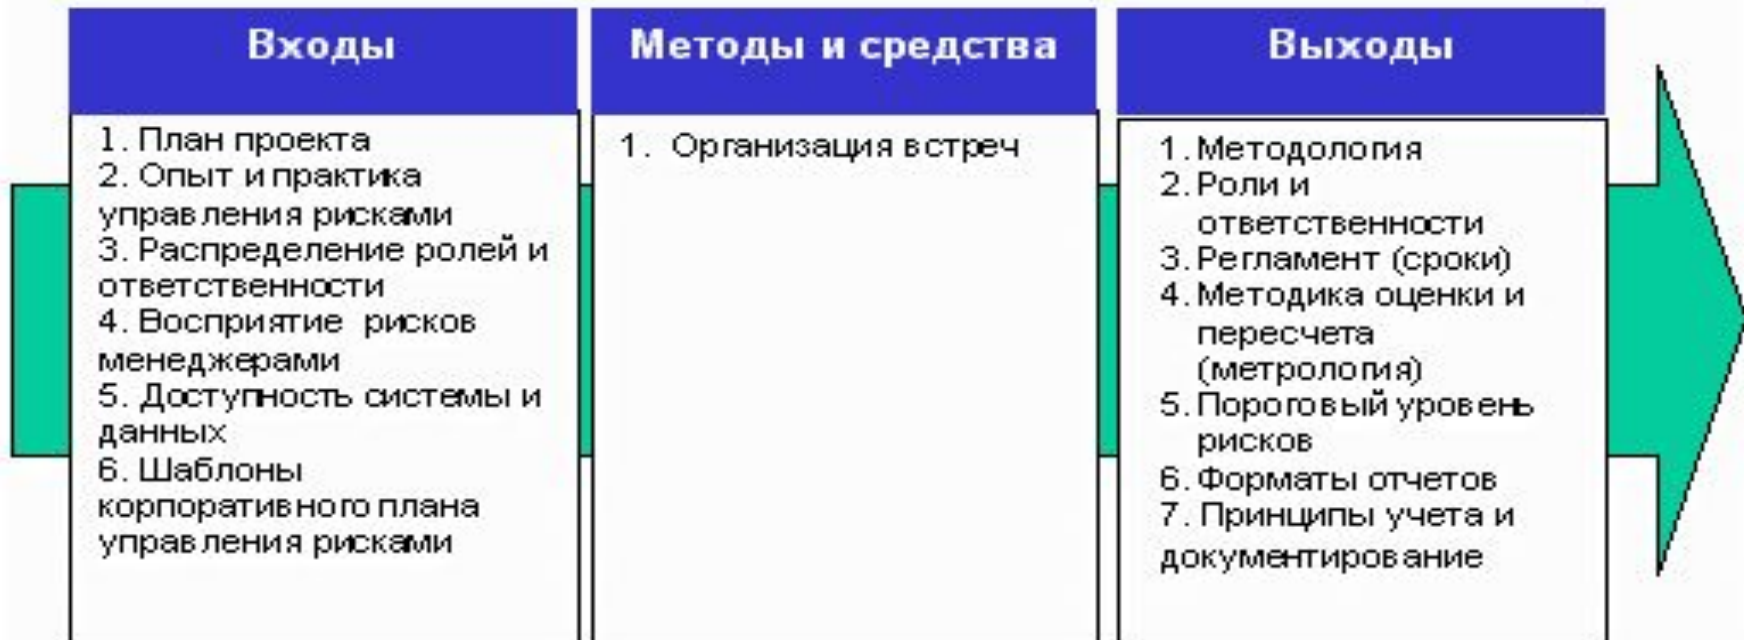 Входы
1. План проекта
2. Опыт и практика
управления рисками
3. Распределение ролей и
ответственности
4. Восприятие рисков
менеджерами
5. Доступность системы и
данных
6. Шаблоны
корпоративного плана
управления рисками
Методы и средства
1. Организация встреч
Выходы
1. Методология
2. Роли и
ответственности
3. Регламент (сроки)
4. Методика оценки и
пересчета
(метрология)
5. Пороговый уровень
рисков
6. Форматы отчетов
7. Принципы учета и
документирование